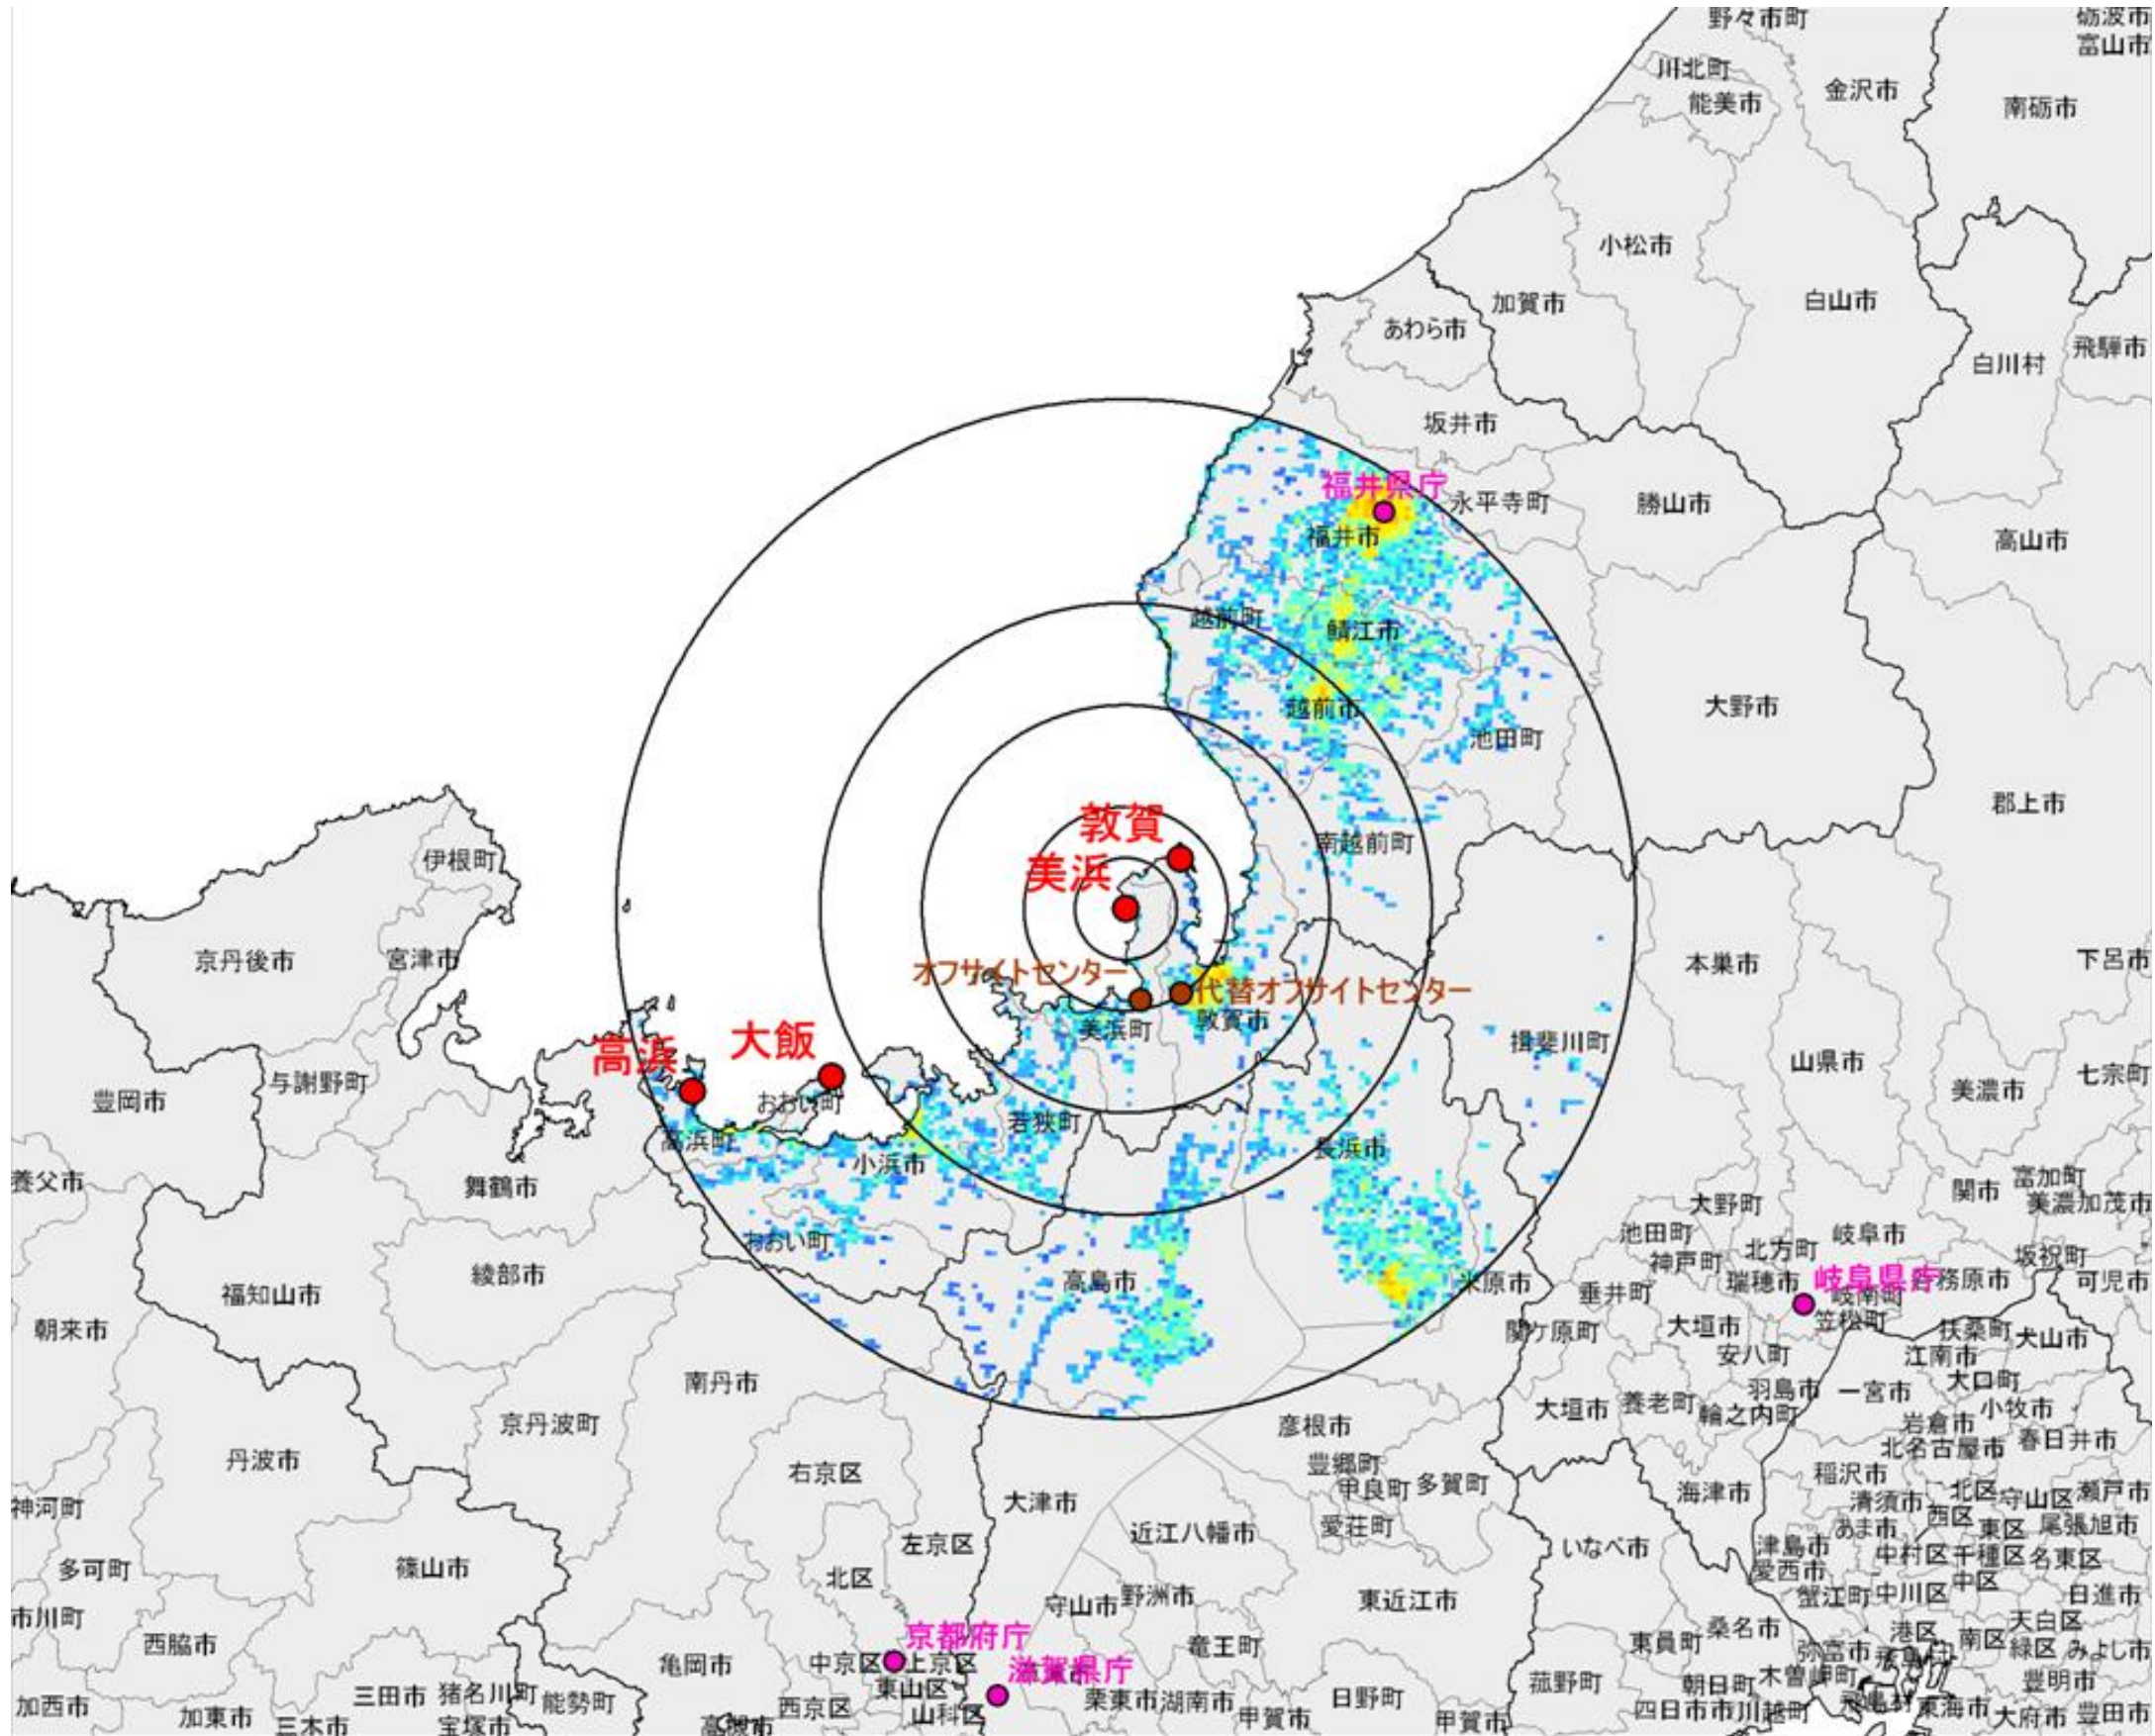 野々市町
砺波市
富山市
川北町
金沢市
能美市
南砺市
小松市
加賀市
白山市
あわら市
飛騨市
白川村
坂井市
福井県庁
永平寺町
勝山市
福井市
高山市
越前町
鯖江市
大野市
越前市
池田町
郡上市
敦賀
南越前町
伊根町
美浜
京丹後市
宮津市
オフサイトセンター
本巣市
下呂市
代替オフサイトセンター
敦賀市
美浜町
大飯
高浜
揖斐川町
山県市
七宗町
与謝野町
豊岡市
おおい町
美濃市
若狭町
高浜町
長浜市
小浜市
養父市
舞鶴市
富加町
関市
大野町
美濃加茂市
池田町
岐阜市
おおい町
北方町
神戸町
坂祝町
綾部市
高島市
米原市
瑞穂市
岐阜県庁
各務原市
可児市
福知山市
垂井町
岐南町
笠松町
朝来市
関ケ原町
大垣市
扶桑町
犬山市
安八町
江南市
南丹市
羽島市
一宮市
大口町
大垣市
養老町
輪之内町
小牧市
京丹波町
彦根市
岩倉市
北名古屋市
春日井市
丹波市
右京区
豊郷町
甲良町
多賀町
稲沢市
大津市
海津市
清須市
北区
守山区
瀬戸市
神河町
西区
近江八幡市
愛荘町
あま市
東区
尾張旭市
左京区
いなべ市
津島市
中村区
千種区
名東区
多可町
篠山市
北区
愛西市
中区
守山市
野洲市
東近江市
蟹江町
中川区
日進市
市川町
天白区
西脇市
京都府庁
竜王町
東員町
桑名市
港区
南区
緑区
みよし市
弥富市
亀岡市
中京区
上京区
滋賀県庁
木曽岬町
東山区
朝日町
豊明市
加西市
加東市
三田市
猪名川町
能勢町
西京区
山科区
栗東市
湖南市
日野町
菰野町
四日市市
川越町
飛島村
東海市
大府市
豊田市
三木市
宝塚市
高槻市
甲賀市
甲賀市